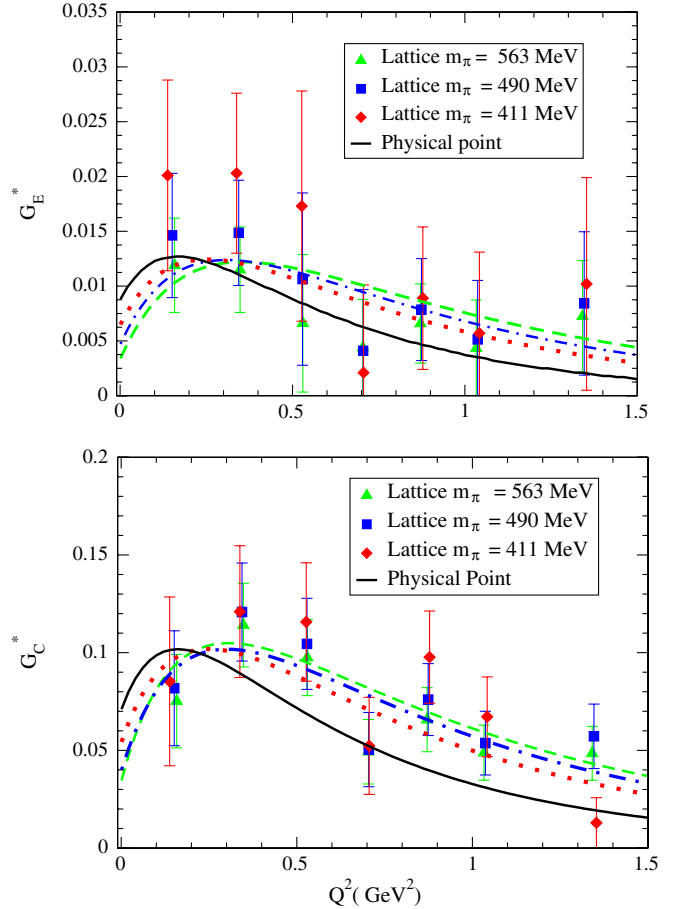 0.035
0.03
0.025
0.02
0.015
0.01
0.005
0
G_E^*
Lattice m_π = 563 MeV
Lattice m_π = 490 MeV
Lattice m_π = 411 MeV
Physical point
0 0.5 1 1.5
0.2
0.15
0.1
0.05
0
G_C^*
Lattice m_π = 563 MeV
Lattice m_π = 490 MeV
Lattice m_π = 411 MeV
Physical Point
0 0.5 1 1.5
Q^2( GeV^2)